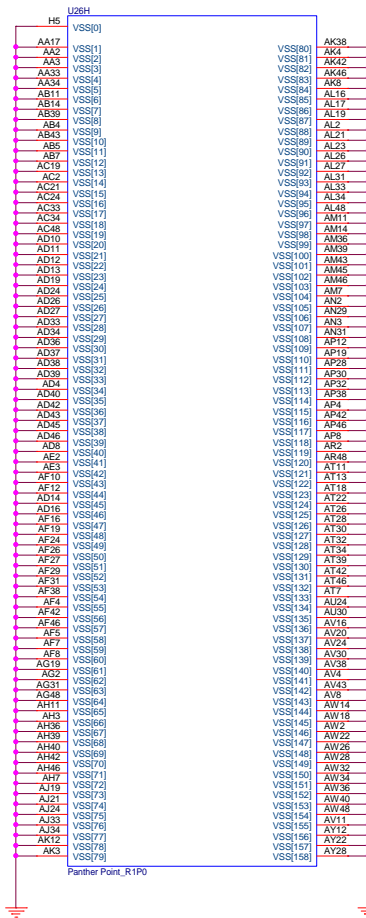 U26H
H5 VSS[0]
AA17 VSS[1] VSS[80] AK38
AA2 VSS[2] VSS[81] AK4
AA3 VSS[3] VSS[82] AK42
AA33 VSS[4] VSS[83] AK46
AA34 VSS[5] VSS[84] AK8
AB11 VSS[6] VSS[85] AL16
AB14 VSS[7] VSS[86] AL17
AB39 VSS[8] VSS[87] AL19
AB4 VSS[9] VSS[88] AL2
AB43 VSS[10] VSS[89] AL21
AB5 VSS[11] VSS[90] AL23
AB7 VSS[12] VSS[91] AL26
AC19 VSS[13] VSS[92] AL27
AC2 VSS[14] VSS[93] AL31
AC21 VSS[15] VSS[94] AL33
AC24 VSS[16] VSS[95] AL34
AC33 VSS[17] VSS[96] AL48
AC34 VSS[18] VSS[97] AM11
AC48 VSS[19] VSS[98] AM14
AD10 VSS[20] VSS[99] AM36
AD11 VSS[21] VSS[100] AM39
AD12 VSS[22] VSS[101] AM43
AD13 VSS[23] VSS[102] AM45
AD19 VSS[24] VSS[103] AM46
AD24 VSS[25] VSS[104] AM7
AD26 VSS[26] VSS[105] AN2
AD27 VSS[27] VSS[106] AN29
AD33 VSS[28] VSS[107] AN3
AD34 VSS[29] VSS[108] AN31
AD36 VSS[30] VSS[109] AP12
AD37 VSS[31] VSS[110] AP19
AD38 VSS[32] VSS[111] AP28
AD39 VSS[33] VSS[112] AP30
AD4 VSS[34] VSS[113] AP32
AD40 VSS[35] VSS[114] AP38
AD42 VSS[36] VSS[115] AP4
AD43 VSS[37] VSS[116] AP42
AD45 VSS[38] VSS[117] AP46
AD46 VSS[39] VSS[118] AP8
AD8 VSS[40] VSS[119] AR2
AE2 VSS[41] VSS[120] AR48
AE3 VSS[42] VSS[121] AT11
AF10 VSS[43] VSS[122] AT13
AF12 VSS[44] VSS[123] AT18
AD14 VSS[45] VSS[124] AT22
AD16 VSS[46] VSS[125] AT26
AF16 VSS[47] VSS[126] AT28
AF19 VSS[48] VSS[127] AT30
AF24 VSS[49] VSS[128] AT32
AF26 VSS[50] VSS[129] AT34
AF27 VSS[51] VSS[130] AT39
AF29 VSS[52] VSS[131] AT42
AF31 VSS[53] VSS[132] AT46
AF38 VSS[54] VSS[133] AT7
AF4 VSS[55] VSS[134] AU24
AF42 VSS[56] VSS[135] AU30
AF46 VSS[57] VSS[136] AV16
AF5 VSS[58] VSS[137] AV20
AF7 VSS[59] VSS[138] AV24
AF8 VSS[60] VSS[139] AV30
AG19 VSS[61] VSS[140] AV38
AG2 VSS[62] VSS[141] AV4
AG31 VSS[63] VSS[142] AV43
AG48 VSS[64] VSS[143] AV8
AH11 VSS[65] VSS[144] AW14
AH3 VSS[66] VSS[145] AW18
AH36 VSS[67] VSS[146] AW2
AH39 VSS[68] VSS[147] AW22
AH40 VSS[69] VSS[148] AW26
AH42 VSS[70] VSS[149] AW28
AH46 VSS[71] VSS[150] AW32
AH7 VSS[72] VSS[151] AW34
AJ19 VSS[73] VSS[152] AW36
AJ21 VSS[74] VSS[153] AW40
AJ24 VSS[75] VSS[154] AW48
AJ33 VSS[76] VSS[155] AV11
AJ34 VSS[77] VSS[156] AY12
AK12 VSS[78] VSS[157] AY22
AK3 VSS[79] VSS[158] AY28
Panther Point_R1P0